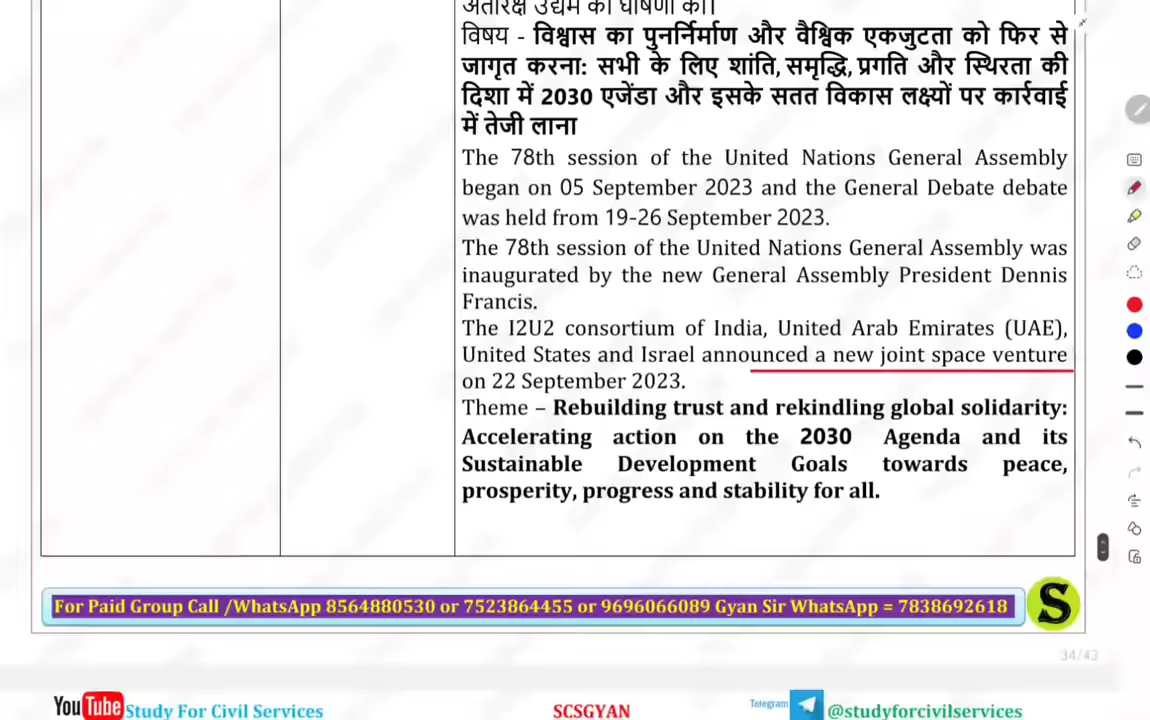 अंतरिक्ष उद्यम की घोषणा की।
विषय - विश्वास का पुनर्निर्माण और वैश्विक एकजुटता को फिर से
जागृत करना: सभी के लिए शांति, समृद्धि, प्रगति और स्थिरता की
दिशा में 2030 एजेंडा और इसके सतत विकास लक्ष्यों पर कार्रवाई
में तेजी लाना
The 78th session of the United Nations General Assembly
began on 05 September 2023 and the General Debate debate
was held from 19-26 September 2023.
The 78th session of the United Nations General Assembly was
inaugurated by the new General Assembly President Dennis
Francis.
The I2U2 consortium of India, United Arab Emirates (UAE),
United States and Israel announced a new joint space venture
on 22 September 2023.
Theme – Rebuilding trust and rekindling global solidarity:
Accelerating action on the 2030 Agenda and its
Sustainable Development Goals towards peace,
prosperity, progress and stability for all.
For Paid Group Call /WhatsApp 8564880530 or 7523864455 or 9696066089 Gyan Sir WhatsApp = 7838692618
S
34/43
YouTube Study For Civil Services SCSGYAN Telegram @studyforcivilservices